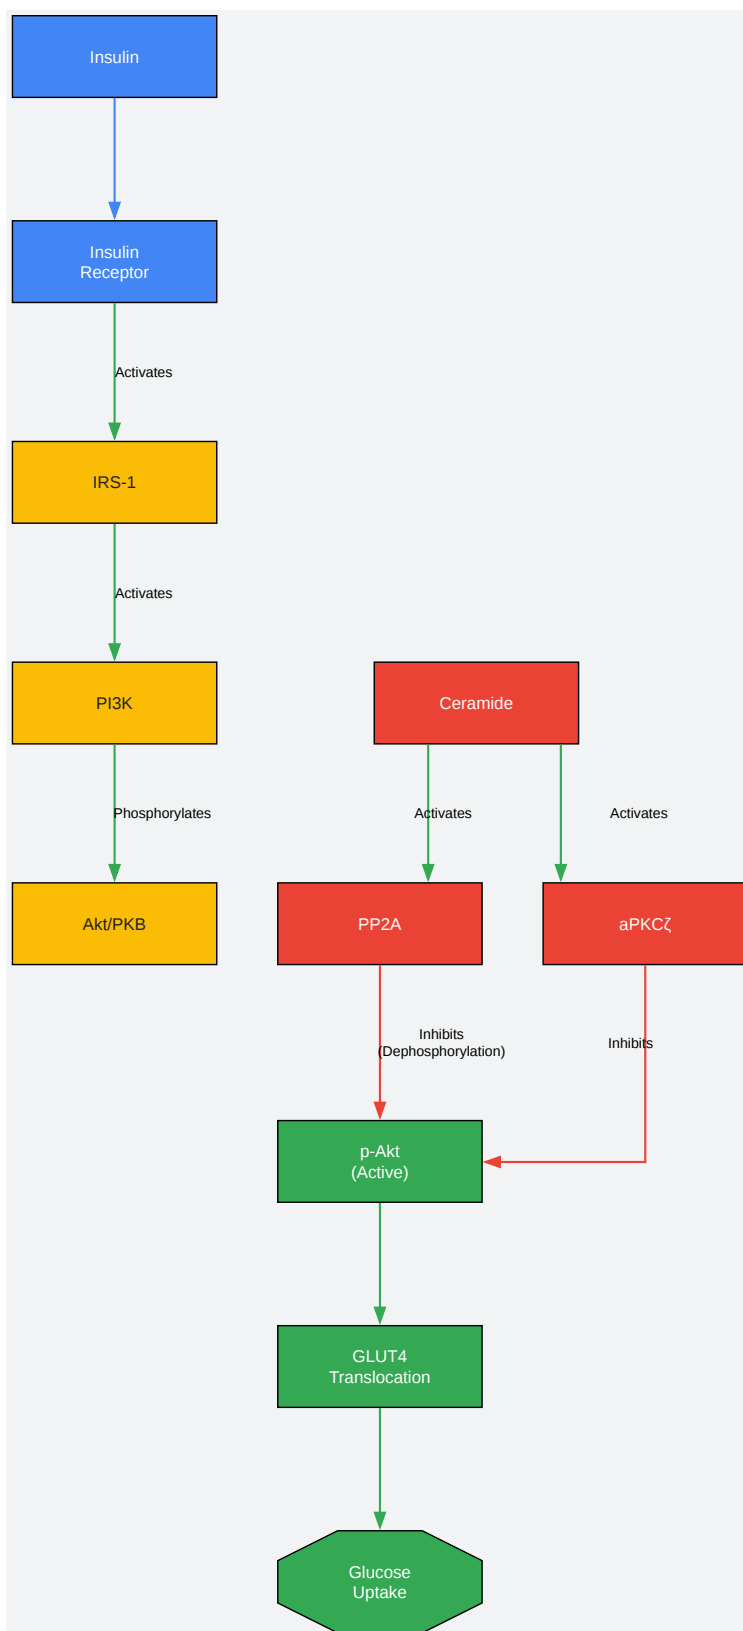 Insulin
Insulin
Receptor
Activates
IRS-1
Activates
PI3K
Ceramide
Phosphorylates
Activates
Activates
Akt/PKB
PP2A
aPKCζ
Inhibits
(Dephosphorylation)
Inhibits
p-Akt
(Active)
GLUT4
Translocation
Glucose
Uptake